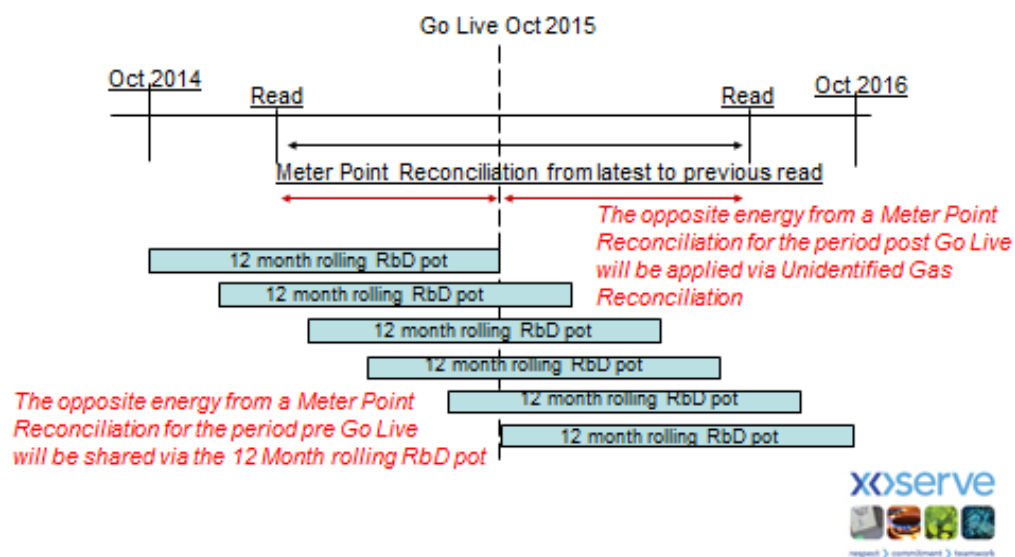 Go Live Oct 2015
Oct 2014
Read
Read
Oct 2016
Meter Point Reconciliation from latest to previous read
The opposite energy from a Meter Point
Reconciliation for the period post Go Live
will be applied via Unidentified Gas
Reconciliation
12 month rolling RbD pot
12 month rolling RbD pot
12 month rolling RbD pot
12 month rolling RbD pot
12 month rolling RbD pot
12 month rolling RbD pot
The opposite energy from a Meter Point
Reconciliation for the period pre Go Live
will be shared via the 12 Month rolling RbD pot
xoserve
respect > commitment > teamwork